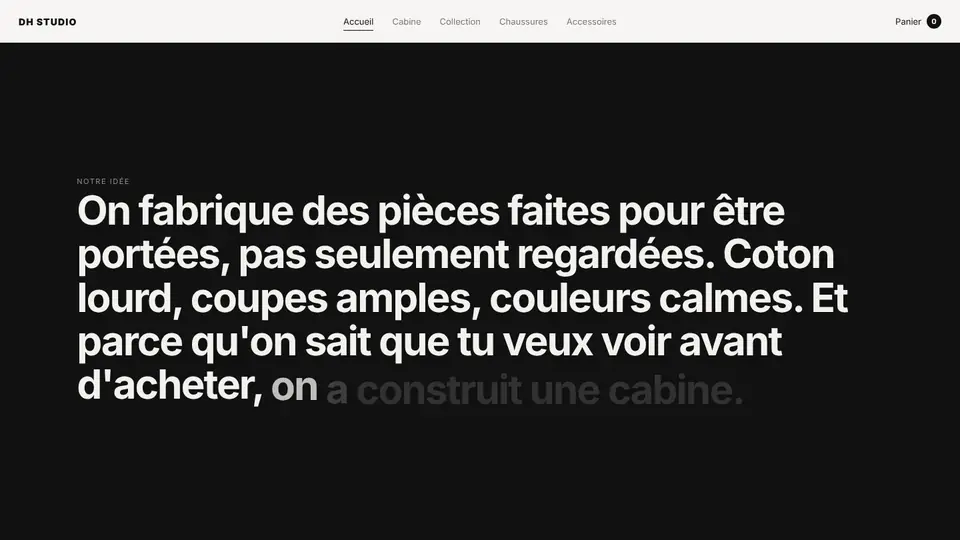 DH STUDIO
Accueil Cabine Collection Chaussures Accessoires
Panier 0
NOTRE IDÉE
On fabrique des pièces faites pour être
portées, pas seulement regardées. Coton
lourd, coupes amples, couleurs calmes. Et
parce qu'on sait que tu veux voir avant
d'acheter, on a construit une cabine.